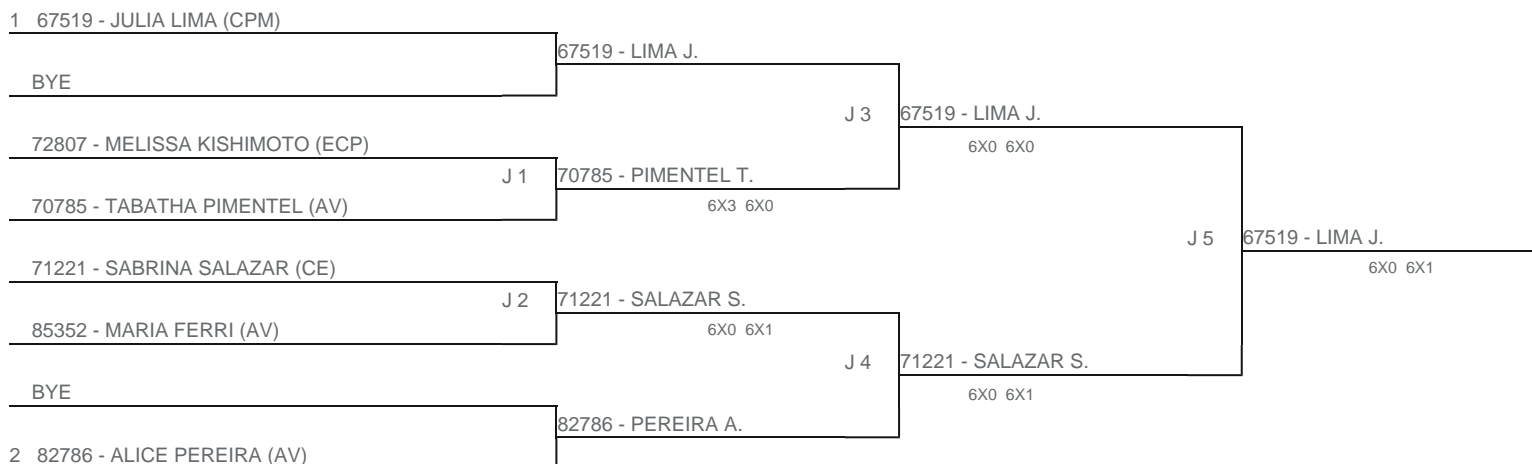 1 67519 - JULIA LIMA (CPM)
67519 - LIMA J.
BYE
J 3 67519 - LIMA J.
72807 - MELISSA KISHIMOTO (ECP)
6X0 6X0
J 1 70785 - PIMENTEL T.
70785 - TABATHA PIMENTEL (AV)
6X3 6X0
J 5 67519 - LIMA J.
71221 - SABRINA SALAZAR (CE)
6X0 6X1
J 2 71221 - SALAZAR S.
85352 - MARIA FERRI (AV)
6X0 6X1
J 4 71221 - SALAZAR S.
BYE
6X0 6X1
82786 - PEREIRA A.
2 82786 - ALICE PEREIRA (AV)